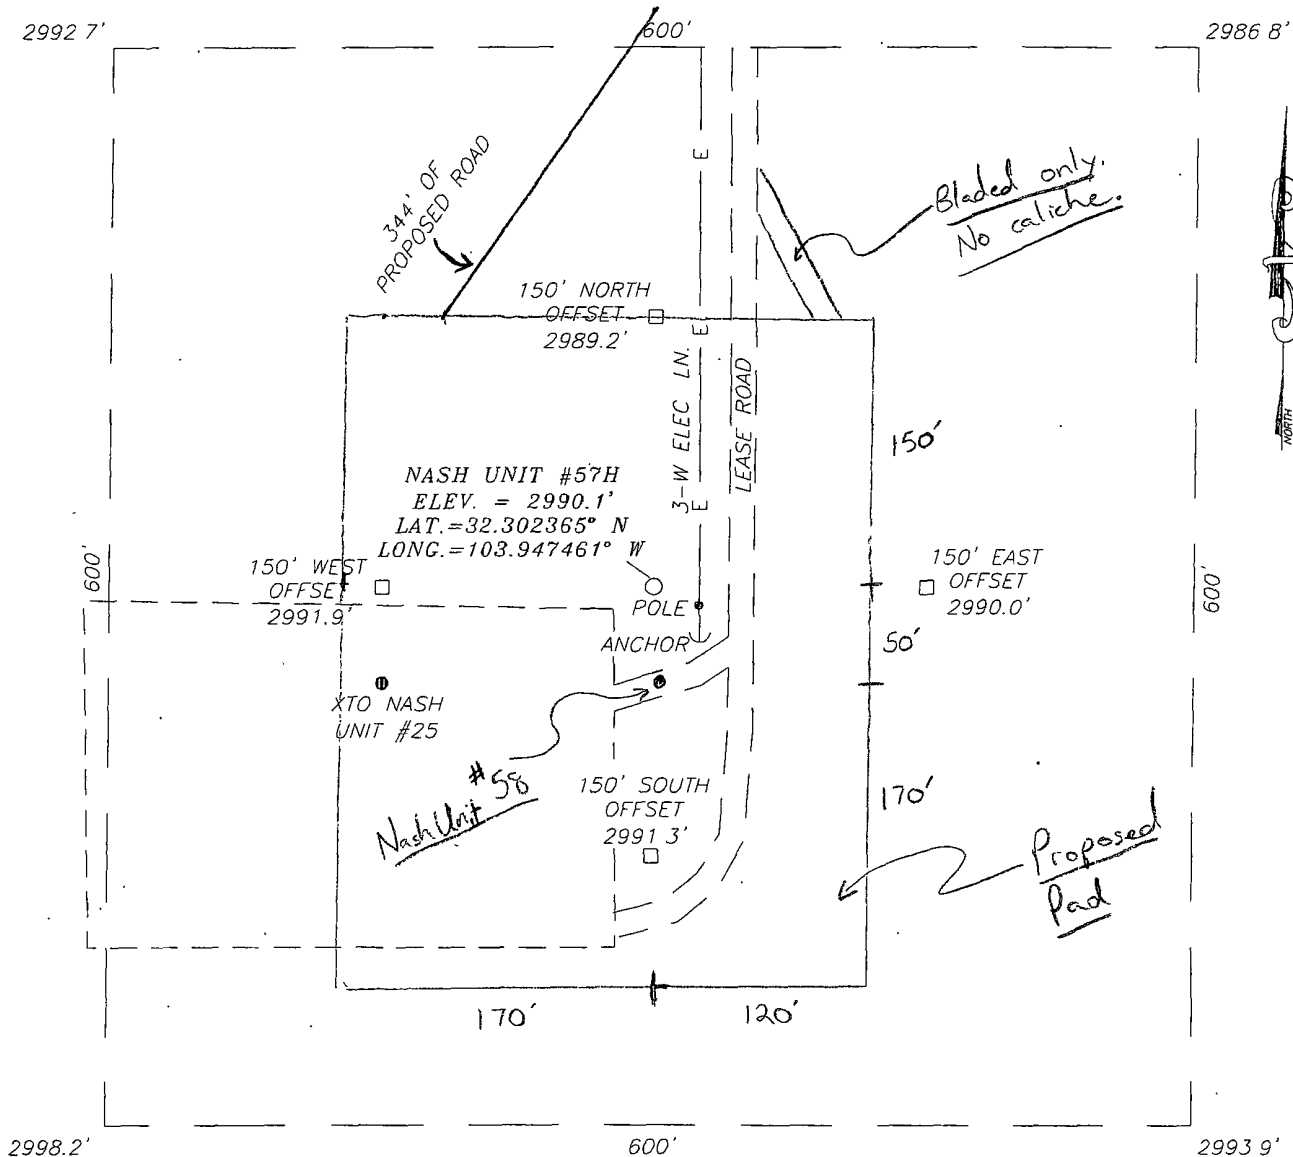 2992 7'
600'
2986 8'
344' OF
PROPOSED ROAD
Bladed only.
No caliche.
NORTH
150' NORTH
OFFSET
2989.2'
E
E
E
3-W ELEC LN.
LEASE ROAD
150'
NASH UNIT #57H
ELEV. = 2990.1'
LAT.=32.302365° N
LONG.=103.947461° W
600'
150' WEST
OFFSET
2991.9'
150' EAST
OFFSET
2990.0'
600'
POLE
ANCHOR
50'
XTO NASH
UNIT #25
Nash Unit #58
150' SOUTH
OFFSET
2991 3'
170'
Proposed
Pad
170'
120'
2998.2'
600'
2993 9'